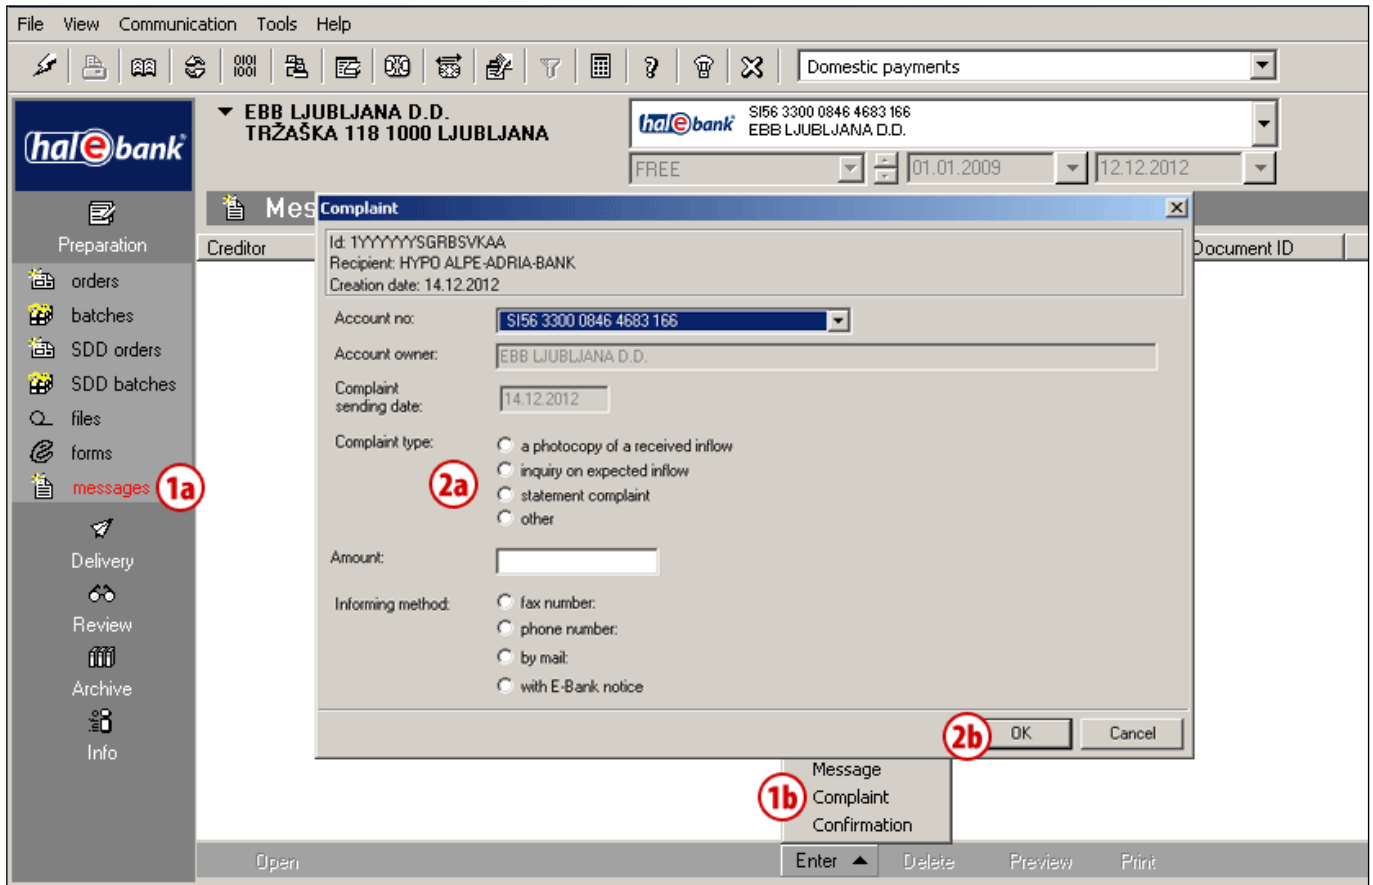 File View Communication Tools Help
Domestic payments
hal@bank
EBB LJUBLJANA D.D.
TRŽAŠKA 118 1000 LJUBLJANA
hal@bank
SI56 3300 0846 4683 166
EBB LJUBLJANA D.D.
FREE 01.01.2009 12.12.2012
Preparation
orders
batches
SDD orders
SDD batches
files
forms
messages 1a
Delivery
Review
Archive
Info
Mes
Creditor Document ID
Complaint
Id: 1YYYYYYSGRBSVKAA
Recipient: HYPO ALPE-ADRIA-BANK
Creation date: 14.12.2012
Account no: SI56 3300 0846 4683 166
Account owner: EBB LJUBLJANA D.D.
Complaint
sending date: 14.12.2012
Complaint type:
2a
a photocopy of a received inflow
inquiry on expected inflow
statement complaint
other
Amount:
Informing method:
fax number:
phone number:
by mail:
with E-Bank notice
2b OK Cancel
Message
1b Complaint
Confirmation
Open Enter Delete Preview Print